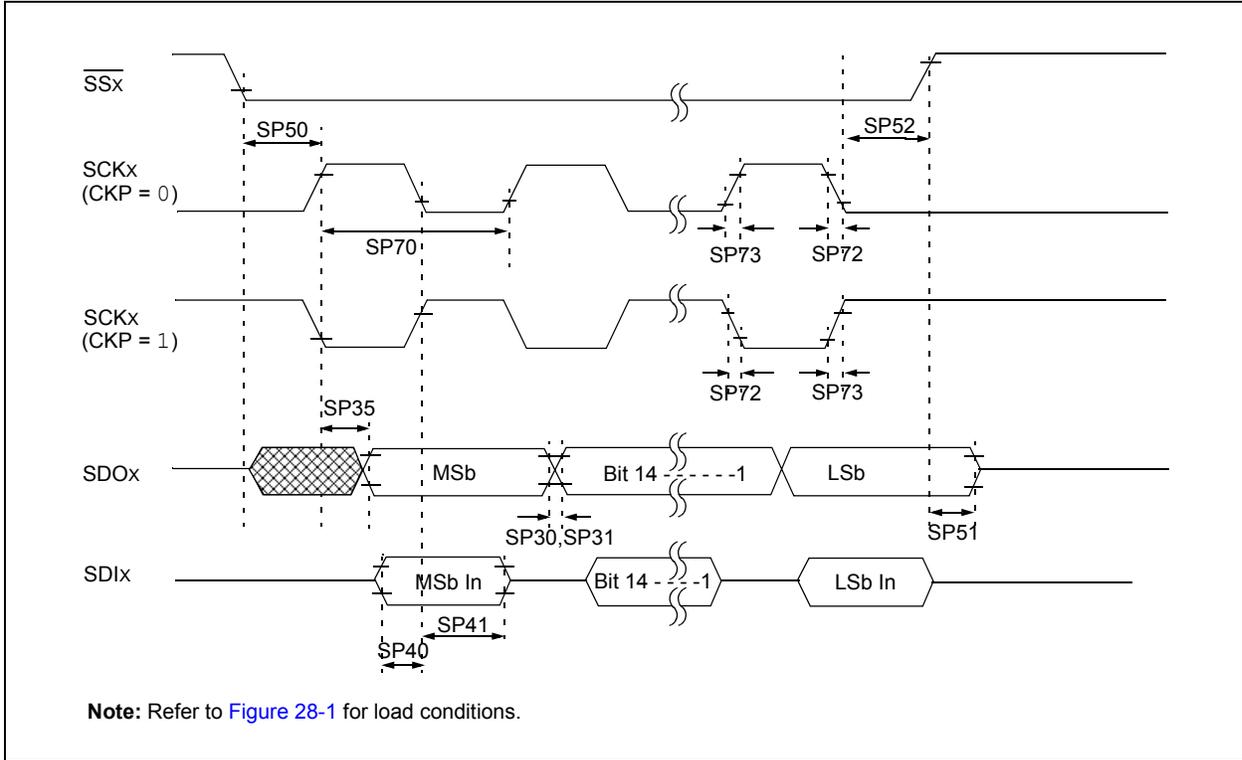 SSx
SP50
SP52
SCKx
(CKP = 0)
SP70
SP73
SP72
SCKx
(CKP = 1)
SP72
SP73
SP35
SDOx
MSb
Bit 14 - - - - - - -1
LSb
SP30,SP31
SP51
SDIx
MSb In
Bit 14 - - - -1
LSb In
SP41
SP40
Note: Refer to Figure 28-1 for load conditions.